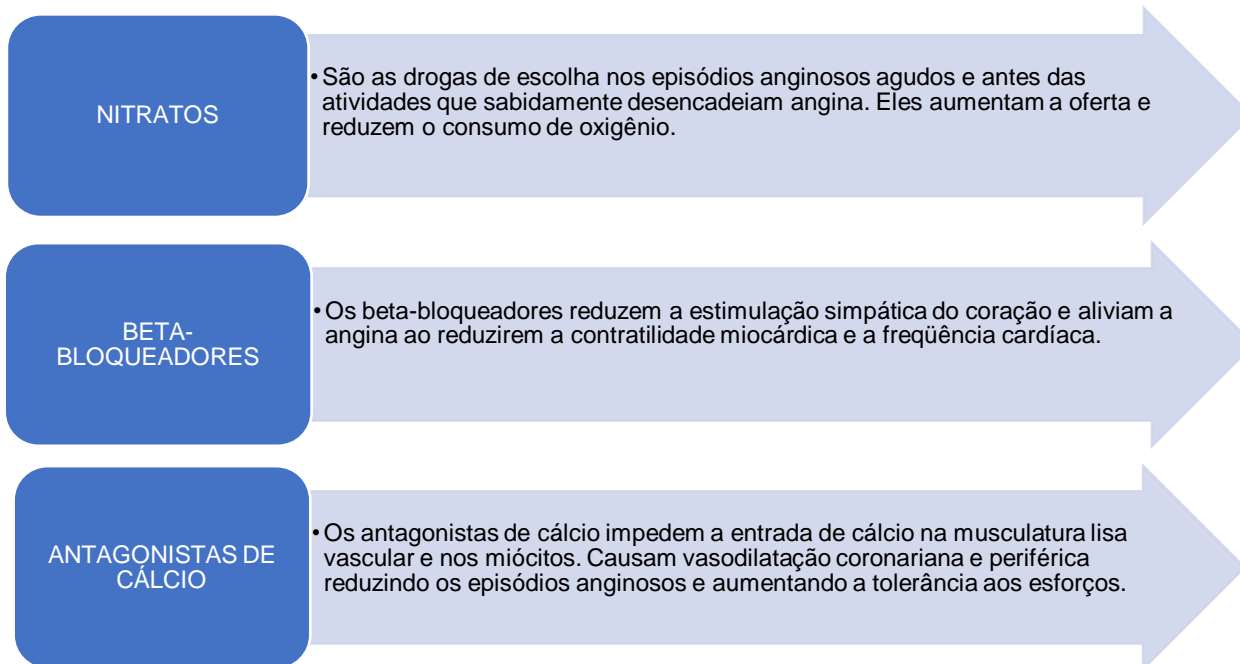 NITRATOS
• São as drogas de escolha nos episódios anginosos agudos e antes das
atividades que sabidamente desencadeiam angina. Eles aumentam a oferta e
reduzem o consumo de oxigênio.
BETA-
BLOQUEADORES
• Os beta-bloqueadores reduzem a estimulação simpática do coração e aliviam a
angina ao reduzirem a contratilidade miocárdica e a freqüência cardíaca.
ANTAGONISTAS DE
CÁLCIO
• Os antagonistas de cálcio impedem a entrada de cálcio na musculatura lisa
vascular e nos miócitos. Causam vasodilatação coronariana e periférica
reduzindo os episódios anginosos e aumentando a tolerância aos esforços.